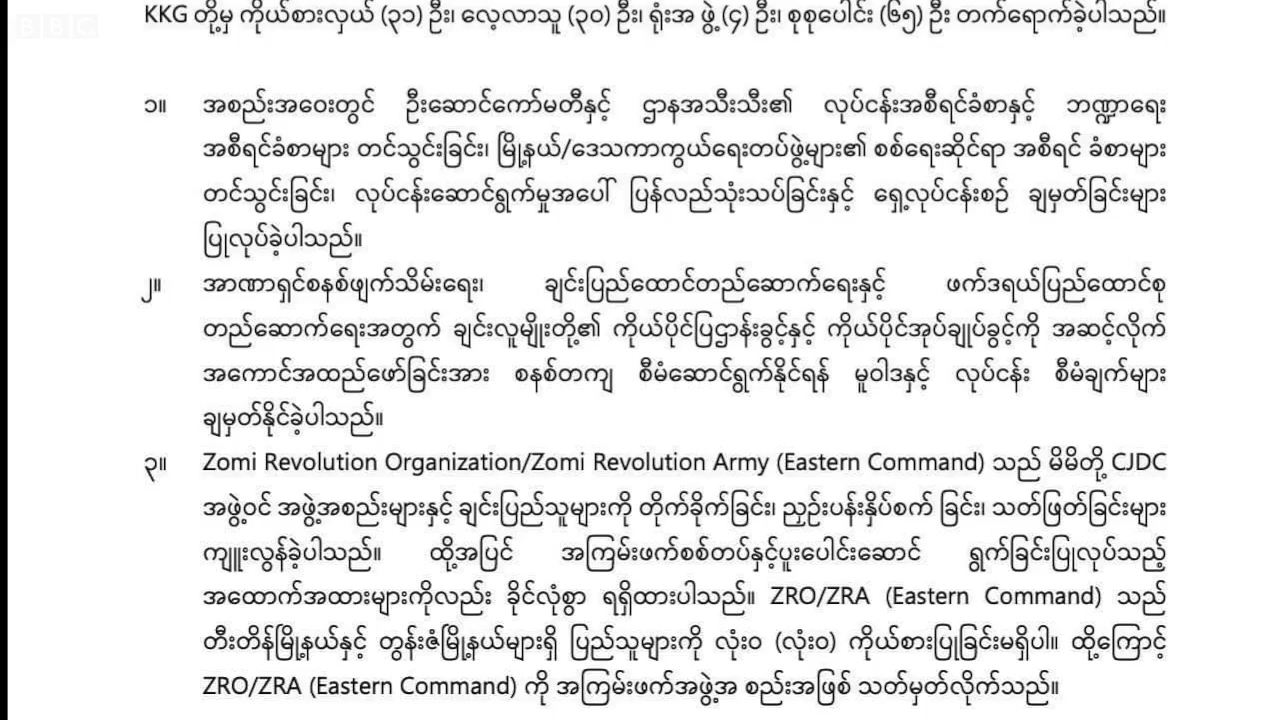 BBC
KKG တို့မှ ကိုယ်စားလှယ် (၃၁) ဦး၊ လေ့လာသူ (၃၀) ဦး၊ ရုံးအ ဖွဲ့ (၄) ဦး၊ စုစုပေါင်း (၆၅) ဦး တက်ရောက်ခဲ့ပါသည်။
၁။ အစည်းအဝေးတွင် ဦးဆောင်ကော်မတီနှင့် ဌာနအသီးသီး၏ လုပ်ငန်းအစီရင်ခံစာနှင့် ဘဏ္ဍာရေး
အစီရင်ခံစာများ တင်သွင်းခြင်း၊ မြို့နယ်/ဒေသကာကွယ်ရေးတပ်ဖွဲ့များ၏ စစ်ရေးဆိုင်ရာ အစီရင် ခံစာများ
တင်သွင်းခြင်း၊ လုပ်ငန်းဆောင်ရွက်မှုအပေါ် ပြန်လည်သုံးသပ်ခြင်းနှင့် ရှေ့လုပ်ငန်းစဉ် ချမှတ်ခြင်းများ
ပြုလုပ်ခဲ့ပါသည်။
၂။ အာဏာရှင်စနစ်ဖျက်သိမ်းရေး၊ ချင်းပြည်ထောင်တည်ဆောက်ရေးနှင့် ဖက်ဒရယ်ပြည်ထောင်စု
တည်ဆောက်ရေးအတွက် ချင်းလူမျိုးတို့၏ ကိုယ်ပိုင်ပြဌာန်းခွင့်နှင့် ကိုယ်ပိုင်အုပ်ချုပ်ခွင့်ကို အဆင့်လိုက်
အကောင်အထည်ဖော်ခြင်းအား စနစ်တကျ စီမံဆောင်ရွက်နိုင်ရန် မူဝါဒနှင့် လုပ်ငန်း စီမံချက်များ
ချမှတ်နိုင်ခဲ့ပါသည်။
၃။ Zomi Revolution Organization/Zomi Revolution Army (Eastern Command) သည် မိမိတို့ CJDC
အဖွဲ့ဝင် အဖွဲ့အစည်းများနှင့် ချင်းပြည်သူများကို တိုက်ခိုက်ခြင်း၊ ညှဉ်းပန်းနှိပ်စက် ခြင်း၊ သတ်ဖြတ်ခြင်းများ
ကျူးလွန်ခဲ့ပါသည်။ ထို့အပြင် အကြမ်းဖက်စစ်တပ်နှင့်ပူးပေါင်းဆောင် ရွက်ခြင်းပြုလုပ်သည့်
အထောက်အထားများကိုလည်း ခိုင်လုံစွာ ရရှိထားပါသည်။ ZRO/ZRA (Eastern Command) သည်
တီးတိန်မြို့နယ်နှင့် တွန်းဇံမြို့နယ်များရှိ ပြည်သူများကို လုံးဝ (လုံးဝ) ကိုယ်စားပြုခြင်းမရှိပါ။ ထို့ကြောင့်
ZRO/ZRA (Eastern Command) ကို အကြမ်းဖက်အဖွဲ့အ စည်းအဖြစ် သတ်မှတ်လိုက်သည်။